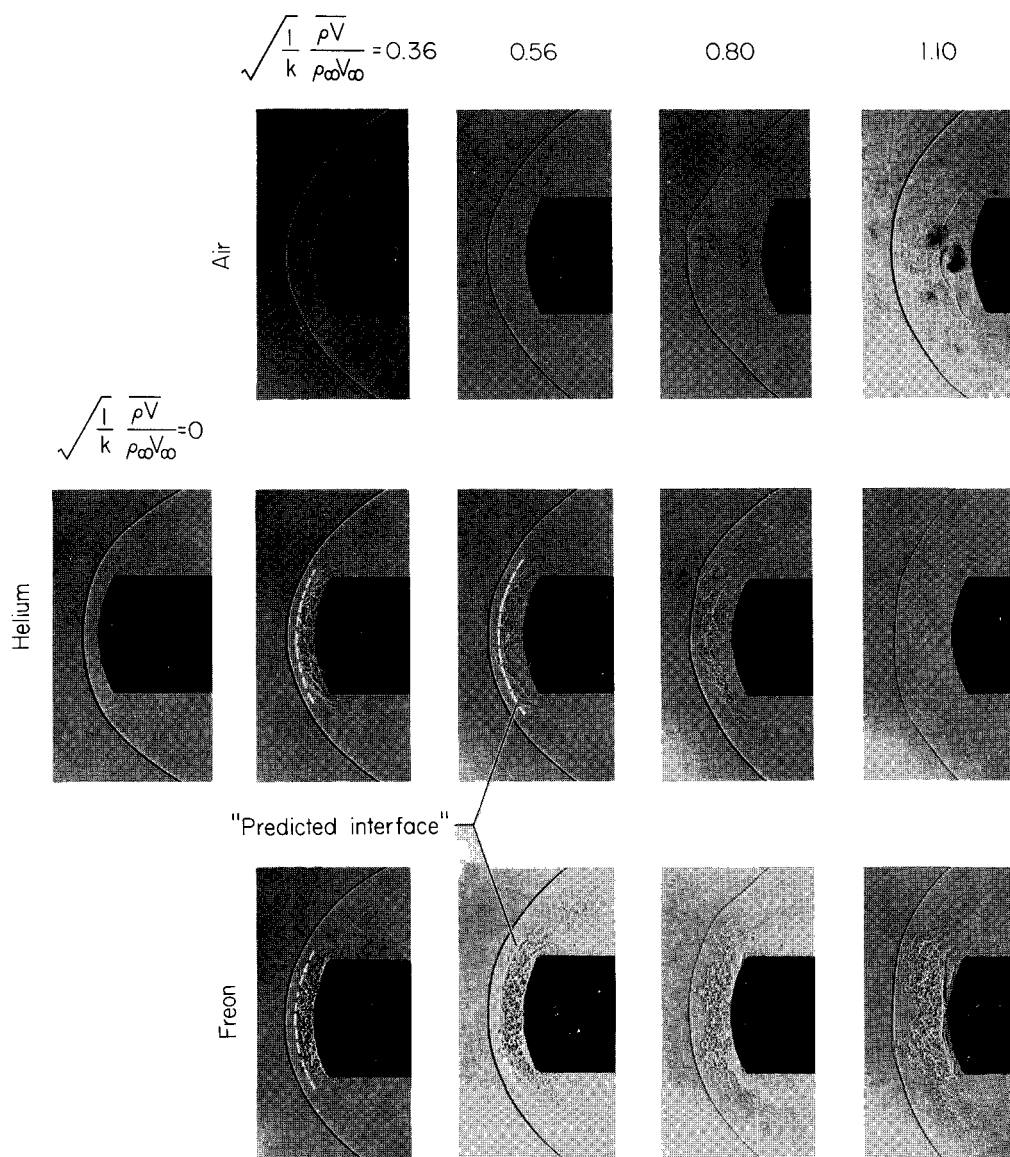 √ 1/k ρV/ρ∞V∞ = 0.36 0.56 0.80 1.10
Air
√ 1/k ρV/ρ∞V∞ = 0
Helium
"Predicted interface"
Freon